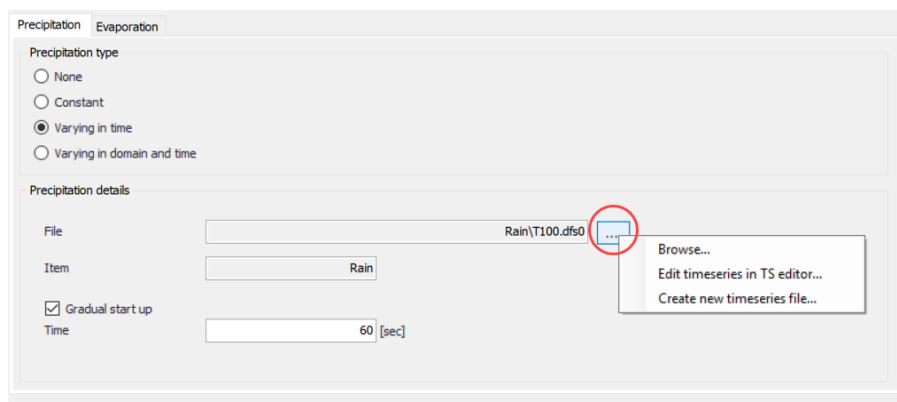 Precipitation Evaporation
Precipitation type
None
Constant
Varying in time
Varying in domain and time
Precipitation details
File Rain\T100.dfs0 ...
Browse...
Item Rain
Edit timeseries in TS editor...
Create new timeseries file...
Gradual start up
Time 60 [sec]